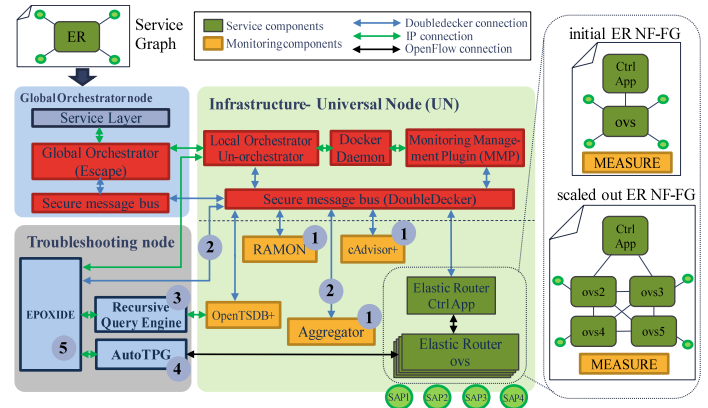 ER
Service
Graph
Service components
Monitoring components
Doubledecker connection
IP connection
OpenFlow connection
Global Orchestrator node
Service Layer
Global Orchestrator
(Escape)
Secure message bus
Infrastructure- Universal Node (UN)
Local Orchestrator
Un-orchestrator
Docker
Daemon
Monitoring Manage-
ment Plugin (MMP)
Secure message bus (DoubleDecker)
Troubleshooting node
2
RAMON
1
cAdvisor+
1
EPOXIDE
5
Recursive
Query Engine
3
AutoTPG
4
OpenTSDB+
2
Aggregator
1
Elastic Router
Ctrl App
Elastic Router
ovs
SAP1
SAP2
SAP3
SAP4
initial ER NF-FG
Ctrl
App
ovs
MEASURE
scaled out ER NF-FG
Ctrl
App
ovs2
ovs3
ovs4
ovs5
MEASURE